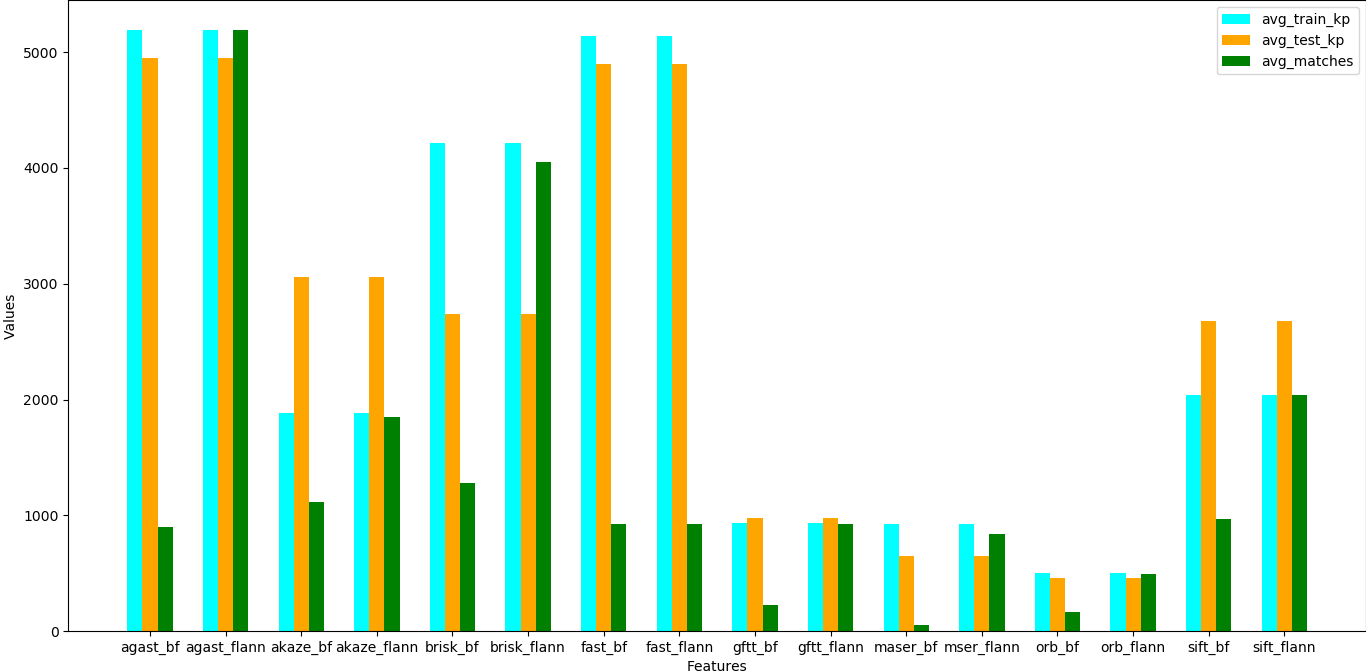 avg_train_kp
avg_test_kp
avg_matches
5000
4000
3000
2000
1000
0
Values
agast_bf agast_flann akaze_bf akaze_flann brisk_bf brisk_flann fast_bf fast_flann gftt_bf gftt_flann maser_bf mser_flann orb_bf orb_flann sift_bf sift_flann
Features